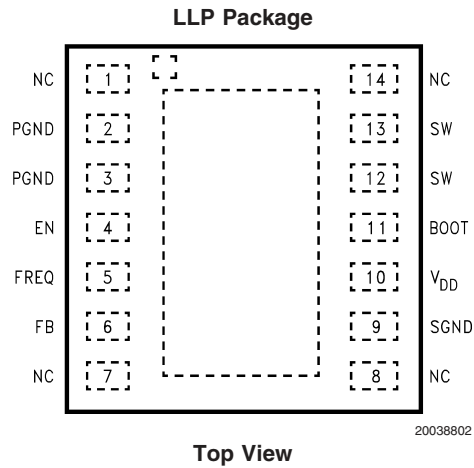 LLP Package
NC 1 14 NC
PGND 2 13 SW
PGND 3 12 SW
EN 4 11 BOOT
FREQ 5 10 VDD
FB 6 9 SGND
NC 7 8 NC
20038802
Top View